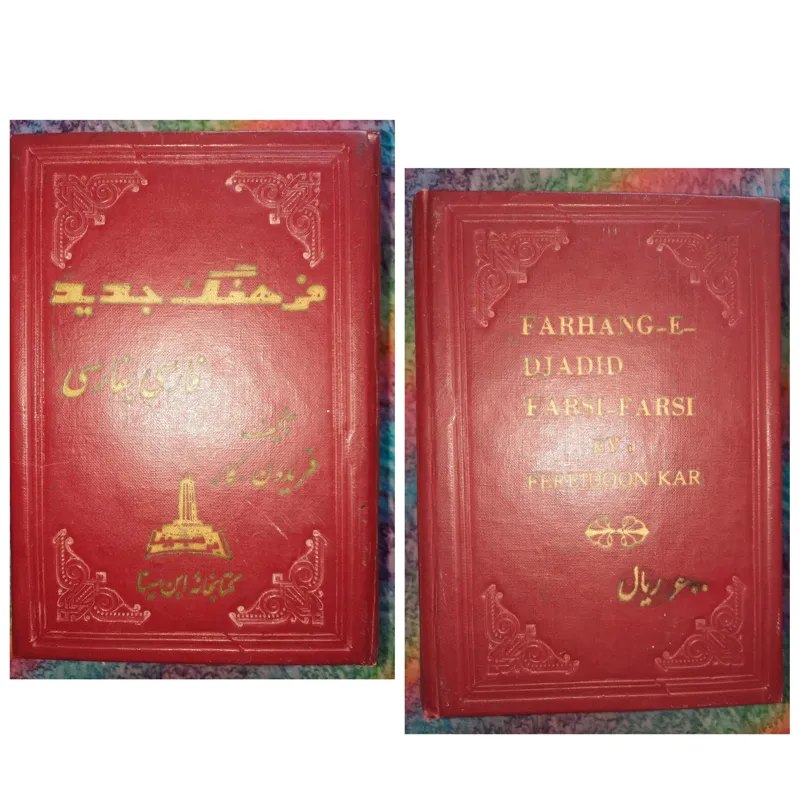 فرهنگ جدید
فارسی بفارسی
تألیف
فریدون کار
کتابخانه ابن سینا
FARHANG-E-
DJADID
FARSI-FARSI
BY:
FEREIDOON KAR
ریال